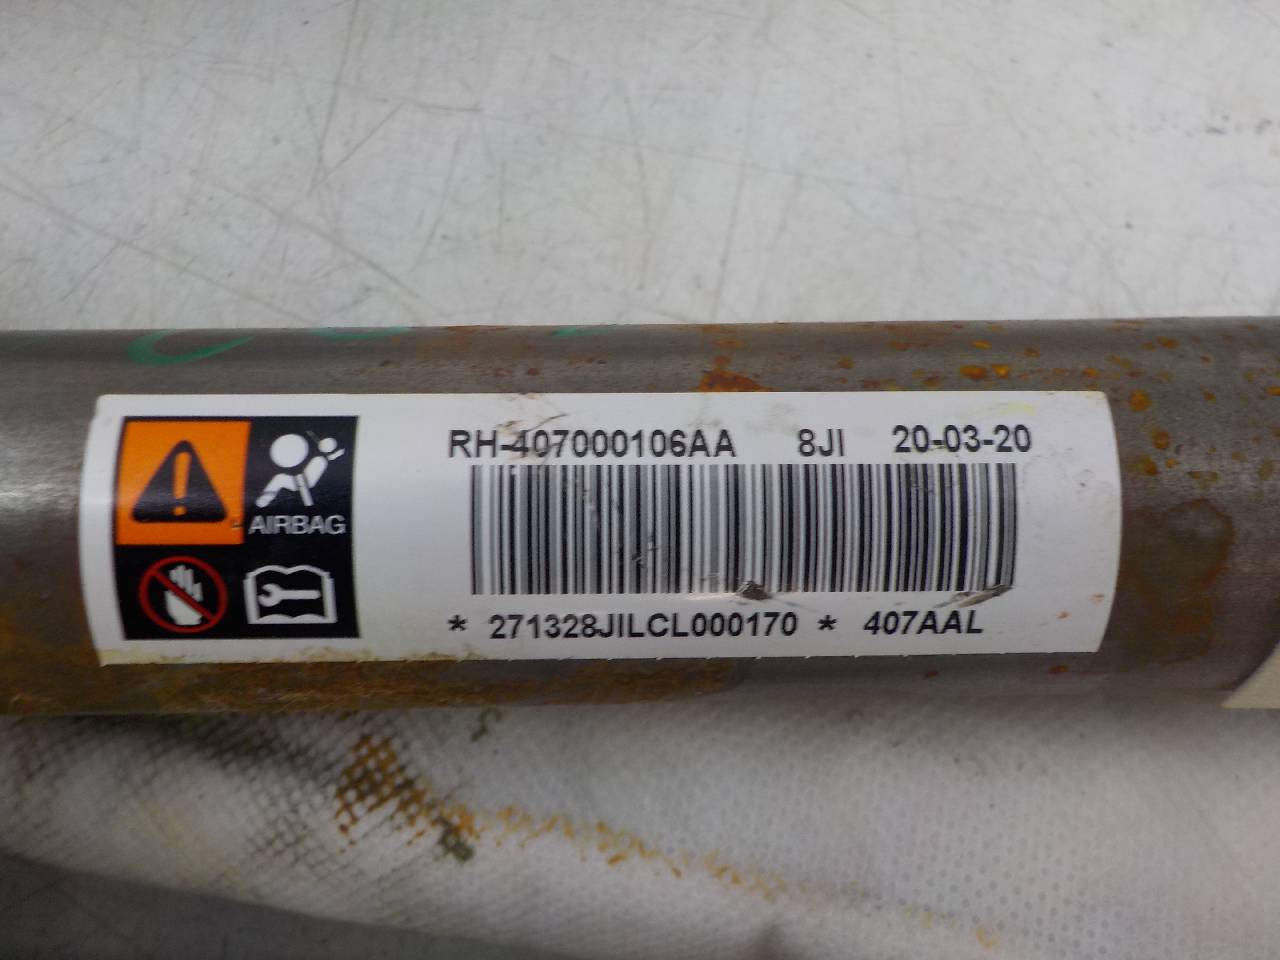 AIRBAG
RH-407000106AA 8JI 20-03-20
* 271328JILCL000170 * 407AAL